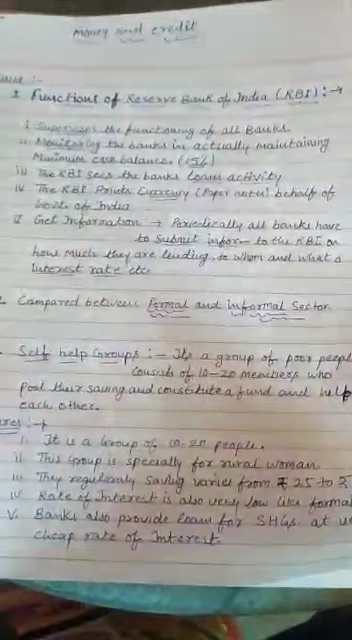 Money and credit
1 Functions of Reserve Bank of India (RBI) :→
i Supervises the functioning of all Banks.
ii Monitoring the banks in actually maintaining
Minimum cash balance (15%)
iii The RBI sees the banks loan activity
iv The RBI Prints Currency (Paper notes) behalf of
Govt. of India
v Get Information → Periodically all banks have
to submit infor- to the RBI on
how Much they are lending, to whom and what a
interest rate etc.
Compared between formal and informal Sector
Self help Groups :- Its a group of poor peopl
consists of 10-20 members who
pool their saving and constitute a fund and help
each other.
:→
i. It is a Group of 10-20 people.
ii This Group is specially for rural woman
iii They regularly saving varies from ₹ 25 to ₹
iv Rate of Interest is also very low like formal
v. Banks also provide loan for SHGs at
cheap rate of Interest.